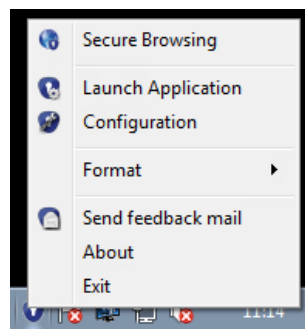 Secure Browsing
Launch Application
Configuration
Format
Send feedback mail
About
Exit
11:14